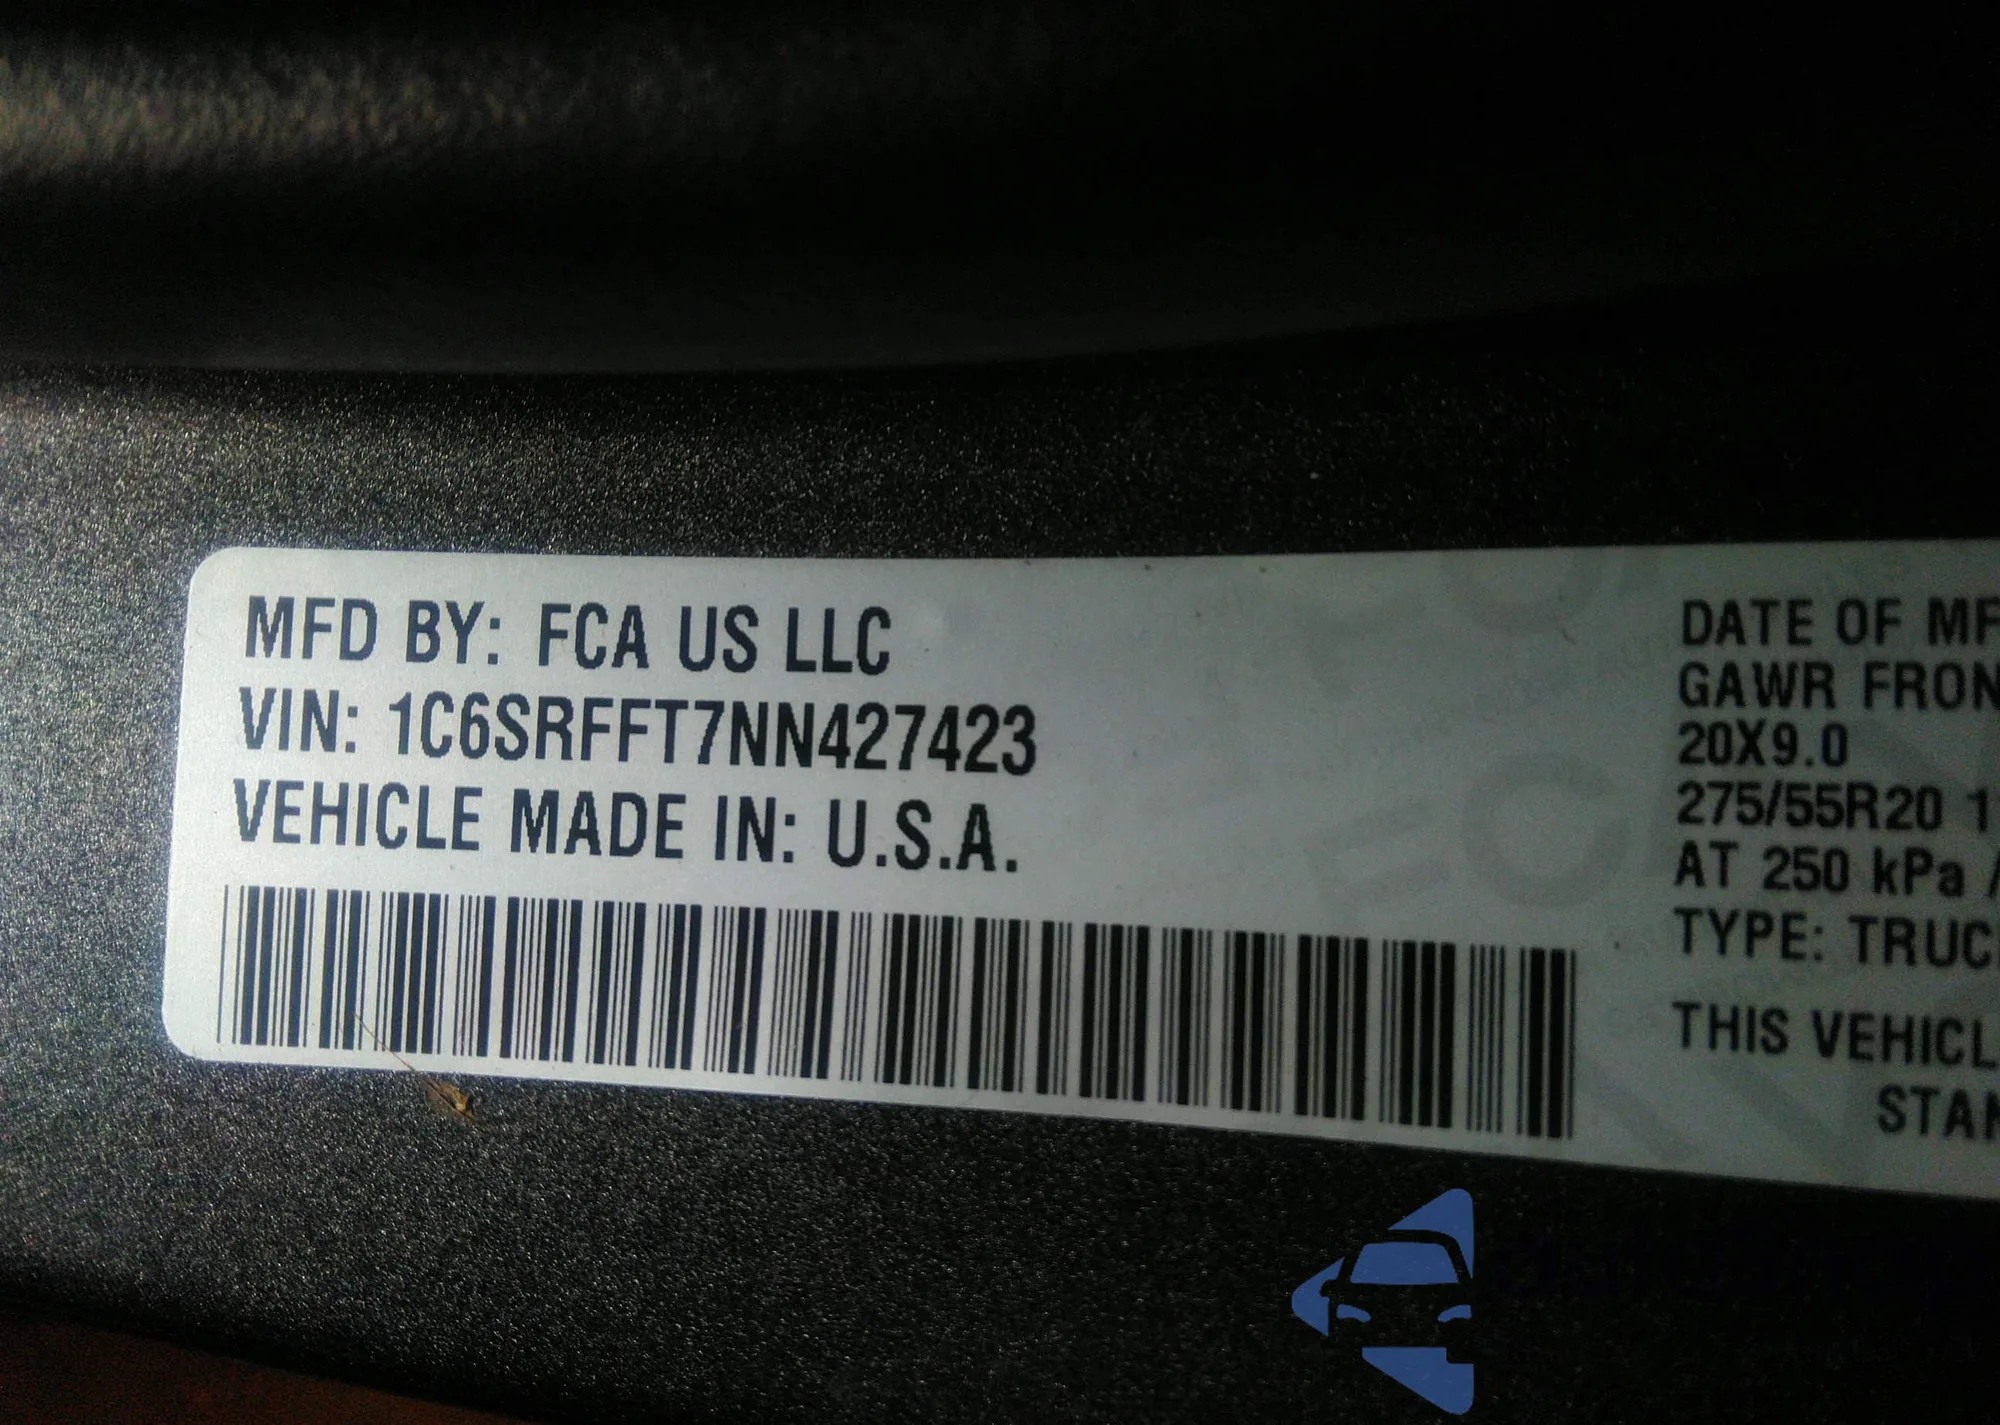 MFD BY: FCA US LLC
VIN: 1C6SRFFT7NN427423
VEHICLE MADE IN: U.S.A.
DATE OF MF
GAWR FRON
20X9.0
275/55R20 1
AT 250 kPa /
TYPE: TRUC
THIS VEHICL
STAN